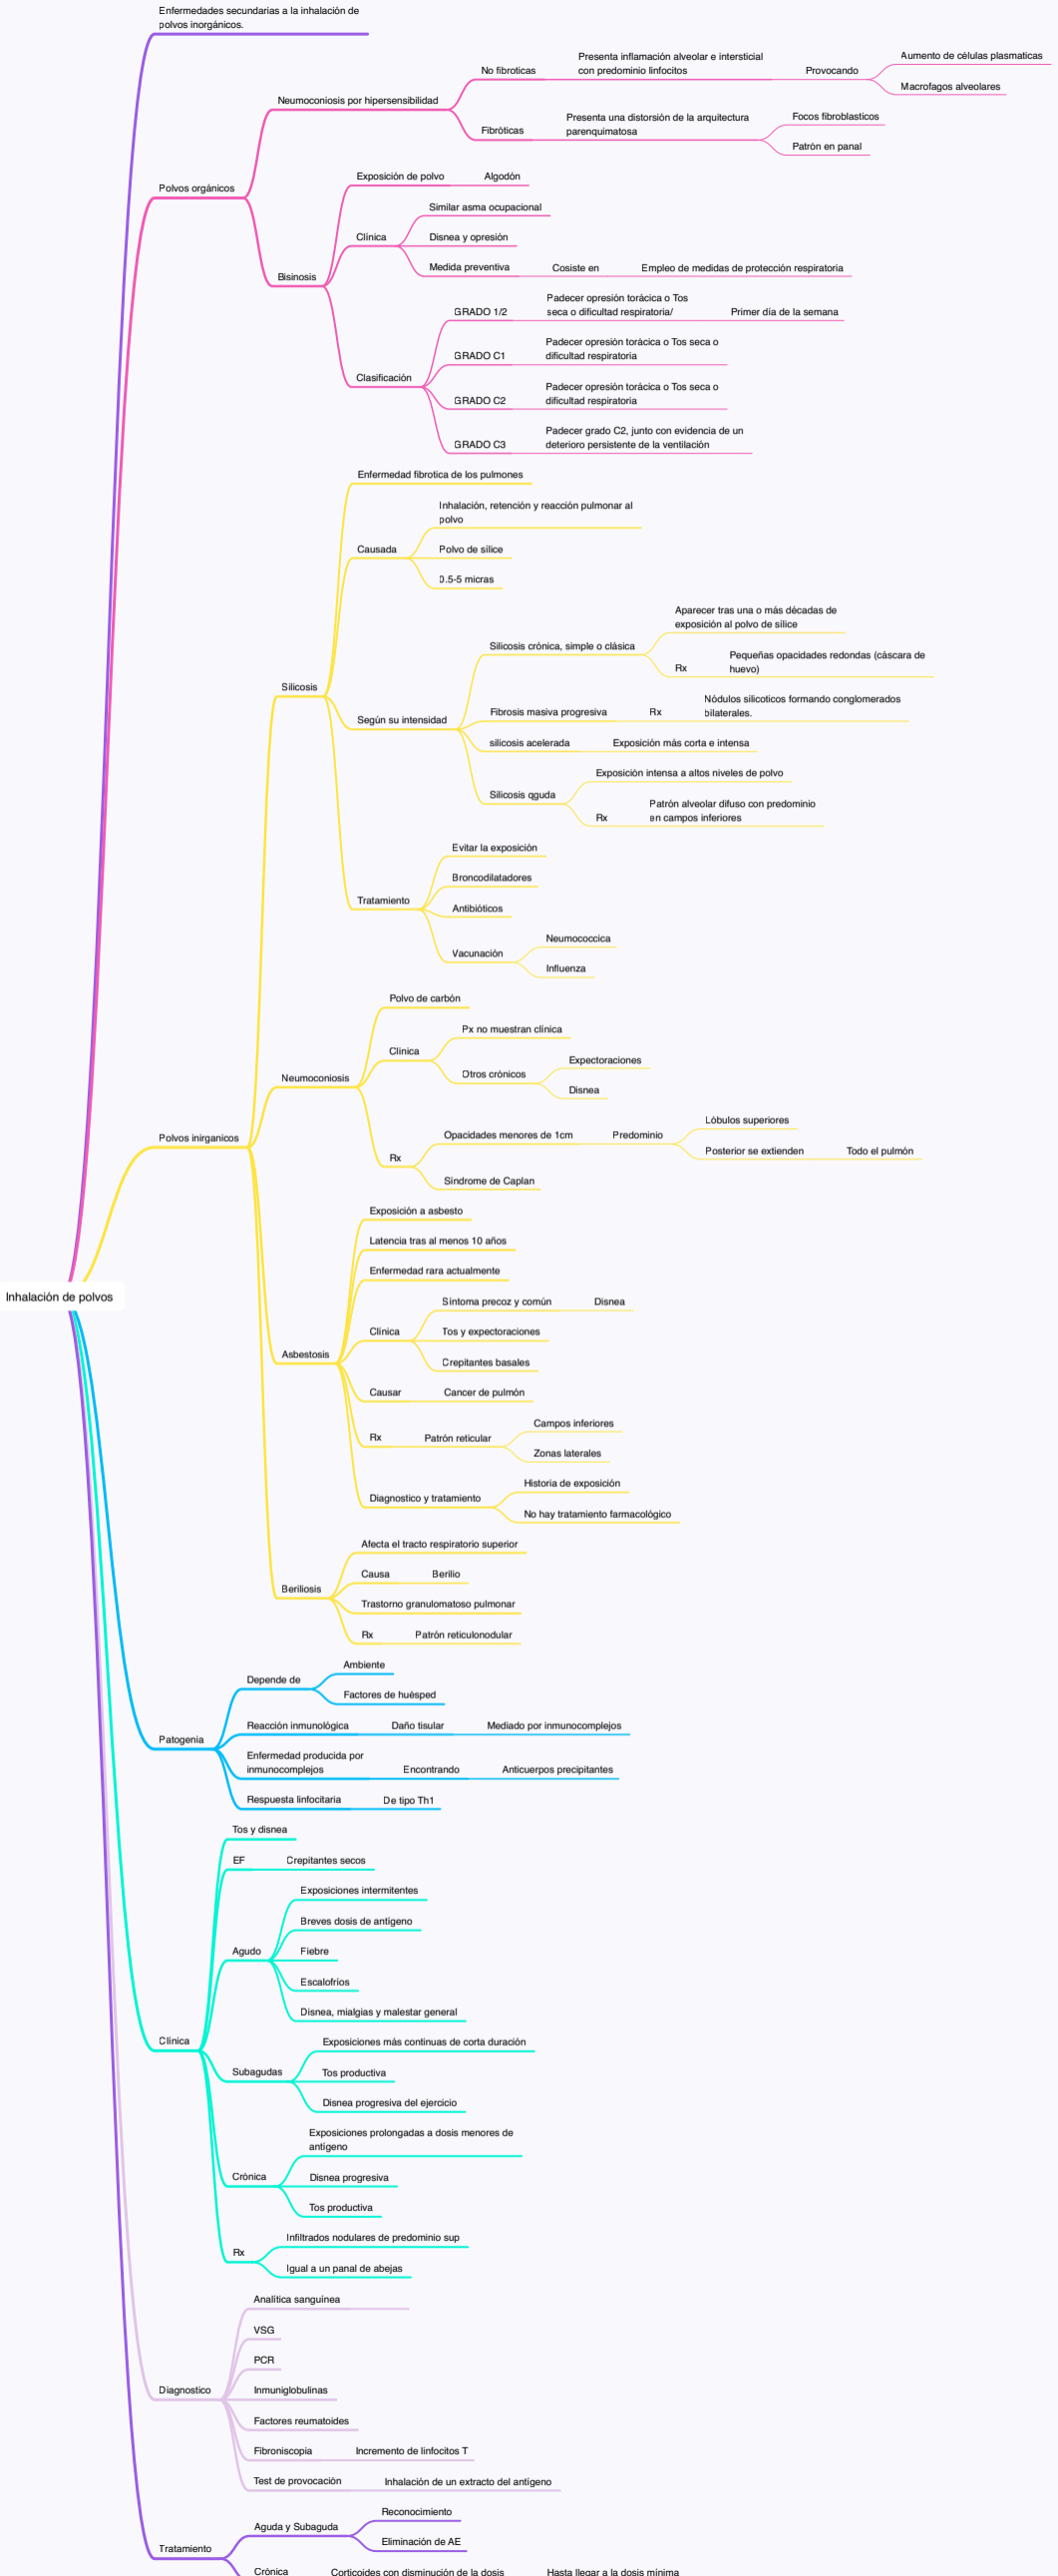 Enfermedades secundarias a la inhalación de
polvos inorgánicos.
Inhalación de polvos
Polvos orgánicos
Neumoconiosis por hipersensibilidad
No fibroticas
Presenta inflamación alveolar e intersticial
con predominio linfocitos
Provocando
Aumento de células plasmaticas
Macrofagos alveolares
Fibróticas
Presenta una distorsión de la arquitectura
parenquimatosa
Focos fibroblasticos
Patrón en panal
Bisinosis
Exposición de polvo
Algodón
Clínica
Similar asma ocupacional
Disnea y opresión
Medida preventiva
Cosiste en
Empleo de medidas de protección respiratoria
Clasificación
GRADO 1/2
Padecer opresión torácica o Tos
seca o dificultad respiratoria/
Primer día de la semana
GRADO C1
Padecer opresión torácica o Tos seca o
dificultad respiratoria
GRADO C2
Padecer opresión torácica o Tos seca o
dificultad respiratoria
GRADO C3
Padecer grado C2, junto con evidencia de un
deterioro persistente de la ventilación
Polvos inirganicos
Silicosis
Enfermedad fibrotica de los pulmones
Causada
Inhalación, retención y reacción pulmonar al
polvo
Polvo de sílice
0.5-5 micras
Según su intensidad
Silicosis crónica, simple o clásica
Aparecer tras una o más décadas de
exposición al polvo de sílice
Rx
Pequeñas opacidades redondas (cáscara de
huevo)
Fibrosis masiva progresiva
Rx
Nódulos silicoticos formando conglomerados
bilaterales.
silicosis acelerada
Exposición más corta e intensa
Silicosis qguda
Exposición intensa a altos niveles de polvo
Rx
Patrón alveolar difuso con predominio
en campos inferiores
Tratamiento
Evitar la exposición
Broncodilatadores
Antibióticos
Vacunación
Neumococcica
Influenza
Neumoconiosis
Polvo de carbón
Clínica
Px no muestran clínica
Otros crónicos
Expectoraciones
Disnea
Rx
Opacidades menores de 1cm
Predominio
Lóbulos superiores
Posterior se extienden
Todo el pulmón
Síndrome de Caplan
Asbestosis
Exposición a asbesto
Latencia tras al menos 10 años
Enfermedad rara actualmente
Clínica
Síntoma precoz y común
Disnea
Tos y expectoraciones
Crepitantes basales
Causar
Cancer de pulmón
Rx
Patrón reticular
Campos inferiores
Zonas laterales
Diagnostico y tratamiento
Historia de exposición
No hay tratamiento farmacológico
Beriliosis
Afecta el tracto respiratorio superior
Causa
Berilio
Trastorno granulomatoso pulmonar
Rx
Patrón reticulonodular
Patogenia
Depende de
Ambiente
Factores de huésped
Reacción inmunológica
Daño tisular
Mediado por inmunocomplejos
Enfermedad producida por
inmunocomplejos
Encontrando
Anticuerpos precipitantes
Respuesta linfocitaria
De tipo Th1
Clínica
Tos y disnea
EF
Crepitantes secos
Agudo
Exposiciones intermitentes
Breves dosis de antígeno
Fiebre
Escalofríos
Disnea, mialgias y malestar general
Subagudas
Exposiciones más continuas de corta duración
Tos productiva
Disnea progresiva del ejercicio
Crónica
Exposiciones prolongadas a dosis menores de
antígeno
Disnea progresiva
Tos productiva
Rx
Infiltrados nodulares de predominio sup
Igual a un panal de abejas
Diagnostico
Analítica sanguínea
VSG
PCR
Inmuniglobulinas
Factores reumatoides
Fibroniscopia
Incremento de linfocitos T
Test de provocación
Inhalación de un extracto del antígeno
Tratamiento
Aguda y Subaguda
Reconocimiento
Eliminación de AE
Crónica
Corticoides con disminución de la dosis
Hasta llegar a la dosis mínima